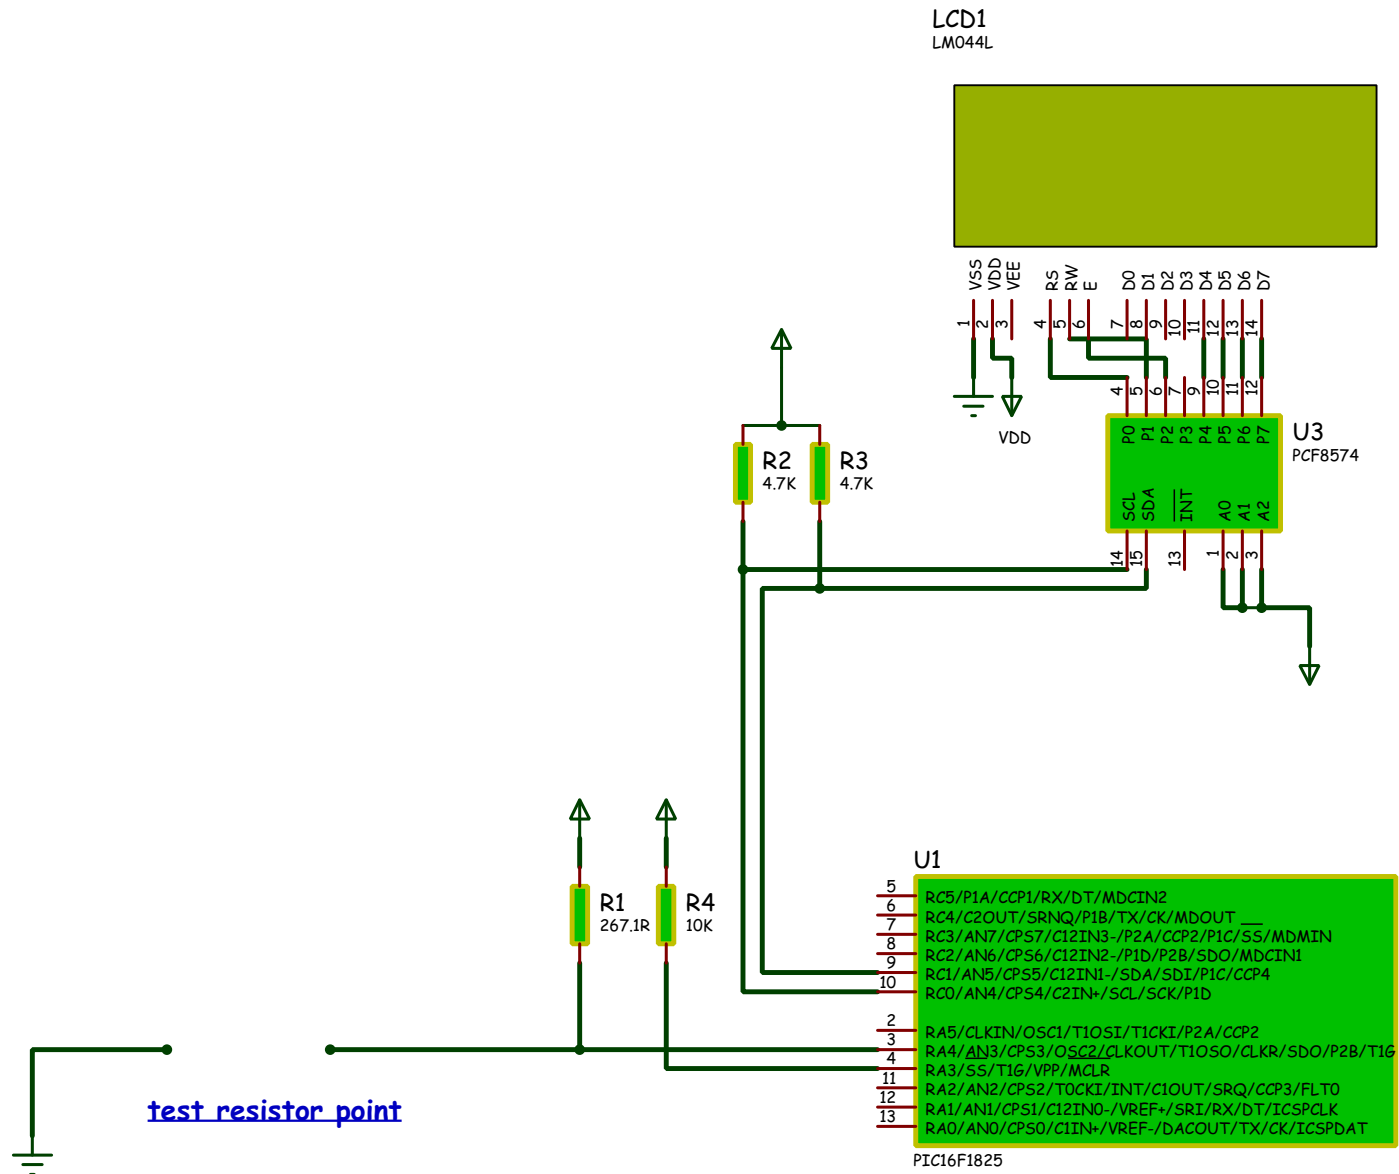 LCD1
LM044L
VSS VDD VEE RS RW E D0 D1 D2 D3 D4 D5 D6 D7
1 2 3 4 5 6 7 8 9 10 11 12 13 14
4 5 6 7 9 10 11 12
P0 P1 P2 P3 P4 P5 P6 P7
U3
PCF8574
VDD
R2
4.7K
R3
4.7K
SCL SDA INT A0 A1 A2
14 15 13 1 2 3
U1
R1
267.1R
R4
10K
5 RC5/P1A/CCP1/RX/DT/MDCIN2
6 RC4/C2OUT/SRNQ/P1B/TX/CK/MDOUT
7 RC3/AN7/CPS7/C12IN3-/P2A/CCP2/P1C/SS/MDMIN
8 RC2/AN6/CPS6/C12IN2-/P1D/P2B/SDO/MDCIN1
9 RC1/AN5/CPS5/C12IN1-/SDA/SDI/P1C/CCP4
10 RC0/AN4/CPS4/C2IN+/SCL/SCK/P1D
2 RA5/CLKIN/OSC1/T1OSI/T1CKI/P2A/CCP2
3 RA4/AN3/CPS3/OSC2/CLKOUT/T1OSO/CLKR/SDO/P2B/T1G
4 RA3/SS/T1G/VPP/MCLR
11 RA2/AN2/CPS2/T0CKI/INT/C1OUT/SRQ/CCP3/FLT0
12 RA1/AN1/CPS1/C12IN0-/VREF+/SRI/RX/DT/ICSPCLK
13 RA0/AN0/CPS0/C1IN+/VREF-/DACOUT/TX/CK/ICSPDAT
test resistor point
PIC16F1825